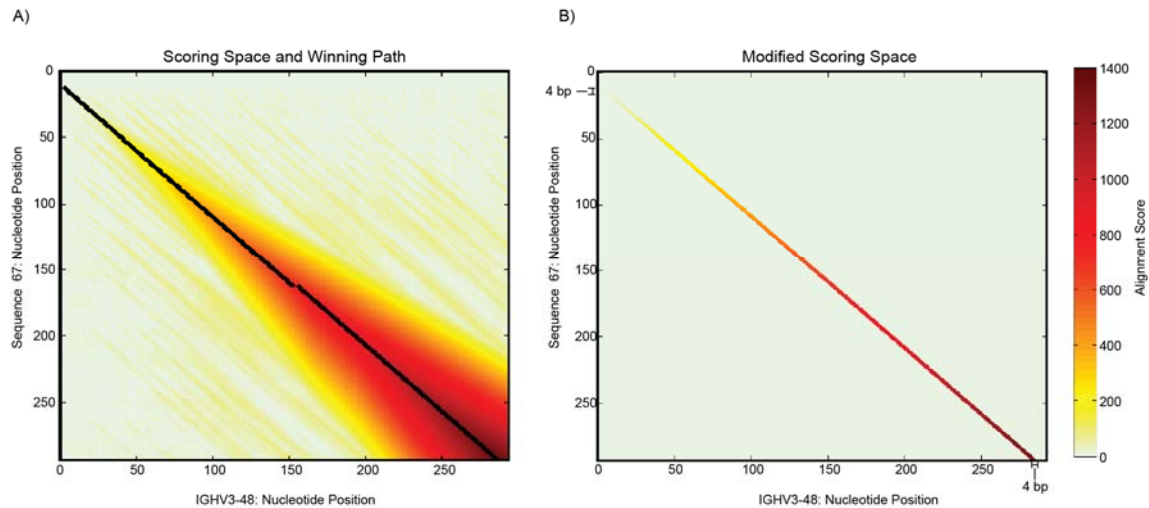 A)
B)
Scoring Space and Winning Path
Modified Scoring Space
0
50
100
150
200
250
0
50
100
150
200
250
Sequence 67: Nucleotide Position
IGHV3-48: Nucleotide Position
4 bp
0
50
100
150
200
250
0
50
100
150
200
250
4 bp
Sequence 67: Nucleotide Position
IGHV3-48: Nucleotide Position
1400
1200
1000
800
600
400
200
0
Alignment Score